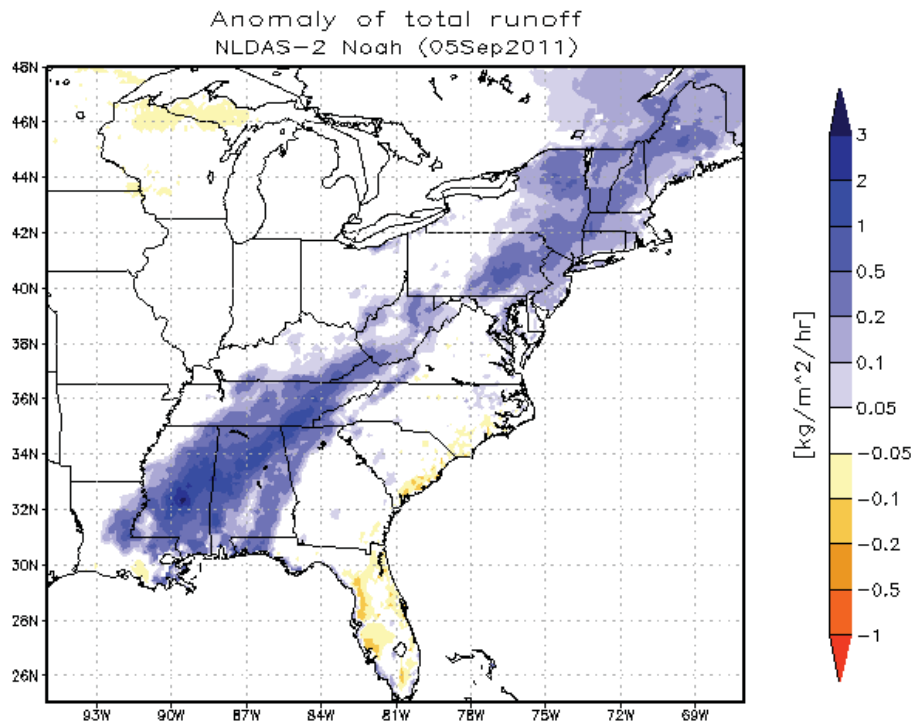 Anomaly of total runoff
NLDAS-2 Noah (05Sep2011)
48N
46N
44N
42N
40N
38N
36N
34N
32N
30N
28N
26N
93W 90W 87W 84W 81W 78W 75W 72W 69W
3
2
1
0.5
0.2
0.1
0.05
-0.05
-0.1
-0.2
-0.5
-1
[kg/m^2/hr]